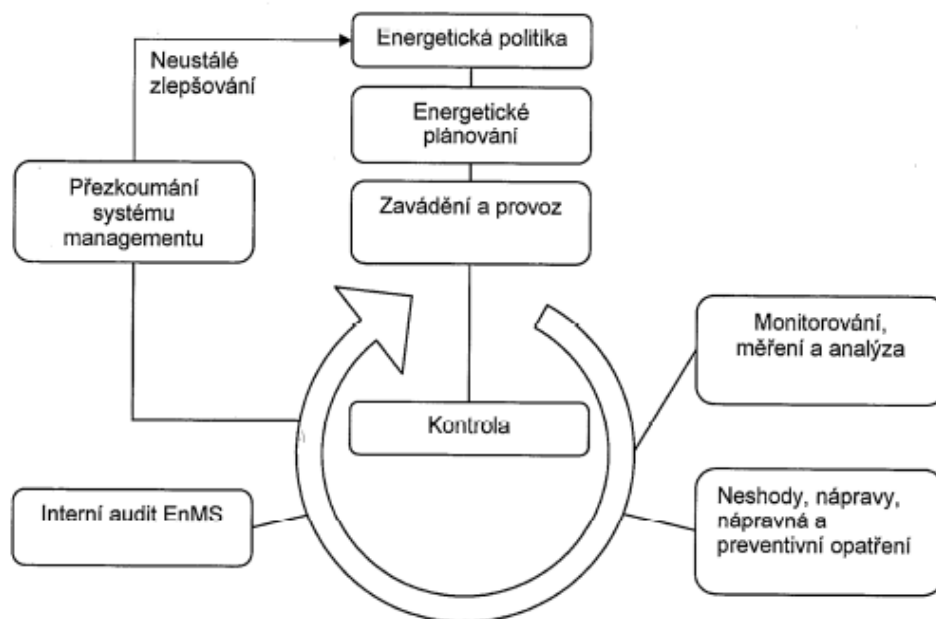 Energetická politika
Neustálé
zlepšování
Energetické
plánování
Přezkoumání
systému
managementu
Zavádění a provoz
Monitorování,
měření a analýza
Kontrola
Interní audit EnMS
Neshody, nápravy,
nápravná a
preventivní opatření